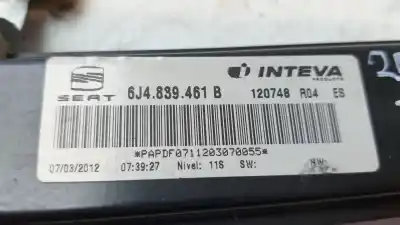 SEAT
6J4.839.461 B
INTEVA
PRODUCTS
120748 R04 ES
*PAPDF0711203070055*
07/03/2012 07:39:27 Nivel: 11S SW: